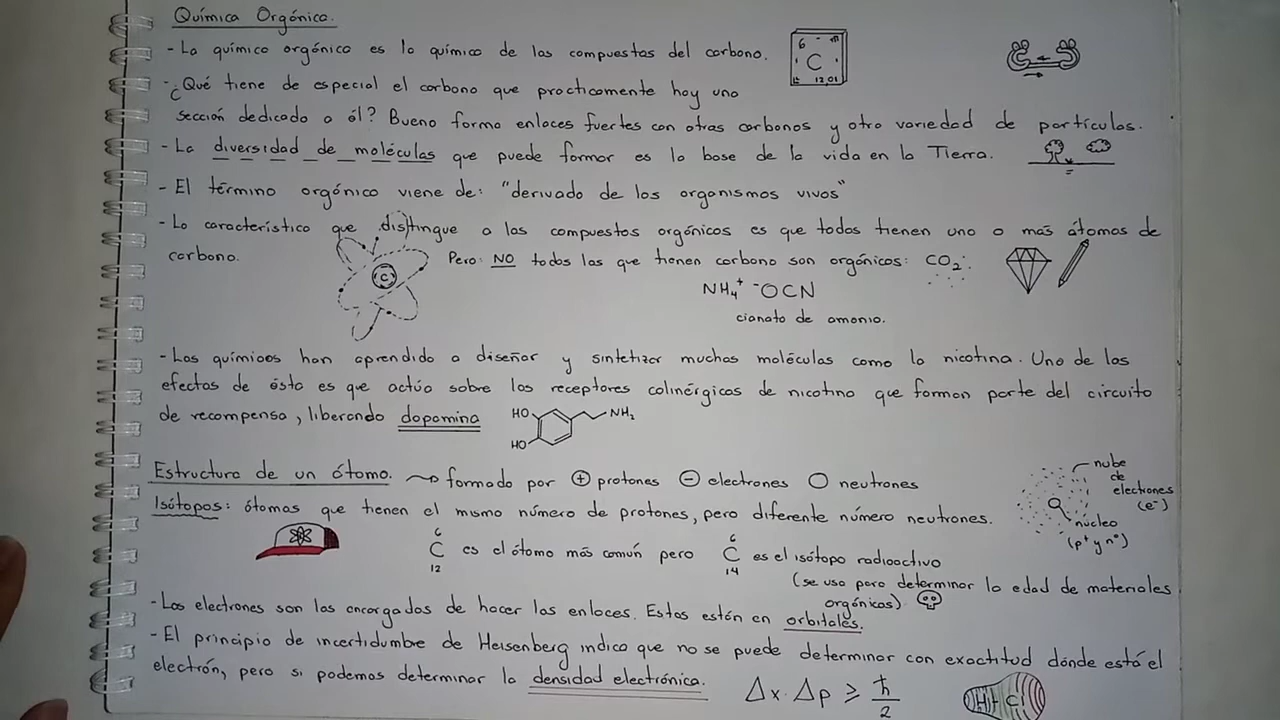 Química Orgánica.
- La química orgánica es la química de los compuestos del carbono.
6
C
12,01
- ¿Qué tiene de especial el carbono que practicamente hay una
sección dedicada a él? Bueno forma enlaces fuertes con otros carbonos y otra variedad de partículas.
- La diversidad de moléculas que puede formar es la base de la vida en la Tierra.
- El término orgánico viene de: "derivado de los organismos vivos"
- La característica que distingue a los compuestos orgánicos es que todos tienen uno o más átomos de
carbono.
C
Pero: NO todos los que tienen carbono son orgánicos: CO₂.
NH₄⁺ ⁻OCN
cianato de amonio.
- Los químicos han aprendido a diseñar y sintetizar muchas moléculas como la nicotina. Uno de los
efectos de ésta es que actúa sobre los receptores colinérgicos de nicotina que forman parte del circuito
de recompensa, liberando dopamina
HO NH₂
HO
Estructura de un átomo. → formado por ⊕ protones ⊖ electrones ○ neutrones
nube
de
electrones
(e⁻)
núcleo
(p⁺ y n°)
Isótopos: átomos que tienen el mismo número de protones, pero diferente número neutrones.
6 6
C es el átomo más común pero C es el isótopo radioactivo
12 14
(se usa para determinar la edad de materiales
orgánicos)
- Los electrones son los encargados de hacer los enlaces. Estos están en orbitales.
- El principio de incertidumbre de Heisenberg indica que no se puede determinar con exactitud dónde está el
electrón, pero si podemos determinar la densidad electrónica.
Δx·Δp ≥ ħ/2
H C